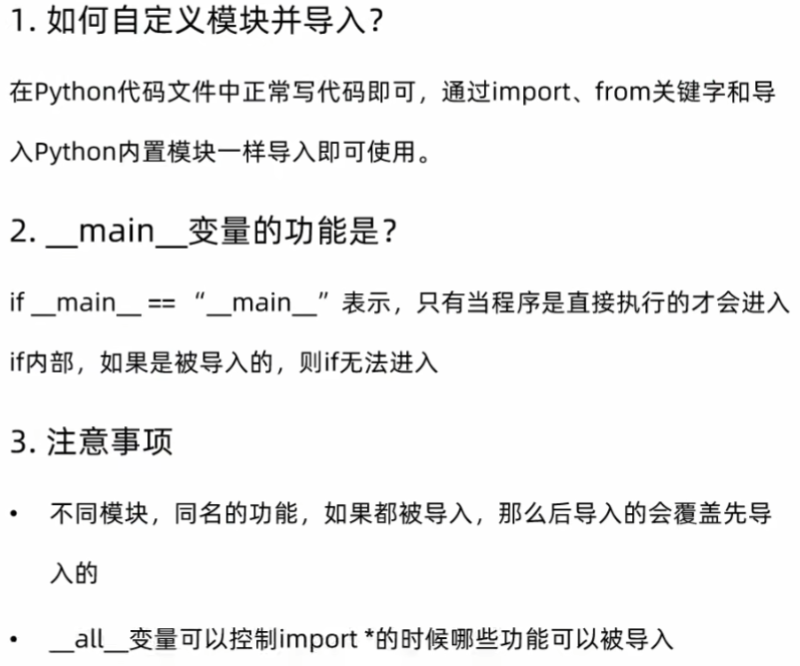 1. 如何自定义模块并导入？
在Python代码文件中正常写代码即可，通过import、from关键字和导
入Python内置模块一样导入即可使用。
2. __main__变量的功能是？
if __main__ == “__main__”表示，只有当程序是直接执行的才会进入
if内部，如果是被导入的，则if无法进入
3. 注意事项
• 不同模块，同名的功能，如果都被导入，那么后导入的会覆盖先导
入的
• __all__变量可以控制import *的时候哪些功能可以被导入